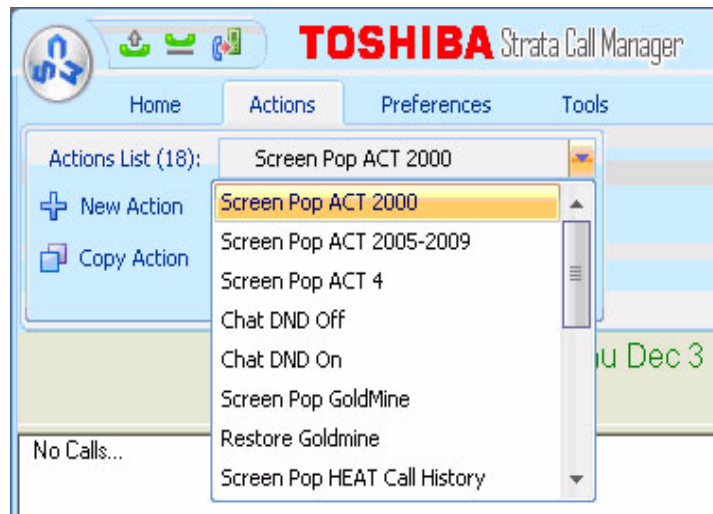 TOSHIBA Strata Call Manager
Home Actions Preferences Tools
Actions List (18): Screen Pop ACT 2000
New Action
Copy Action
Screen Pop ACT 2000
Screen Pop ACT 2005-2009
Screen Pop ACT 4
Chat DND Off
Chat DND On
Screen Pop GoldMine
Restore Goldmine
Screen Pop HEAT Call History
u Dec 3
No Calls...